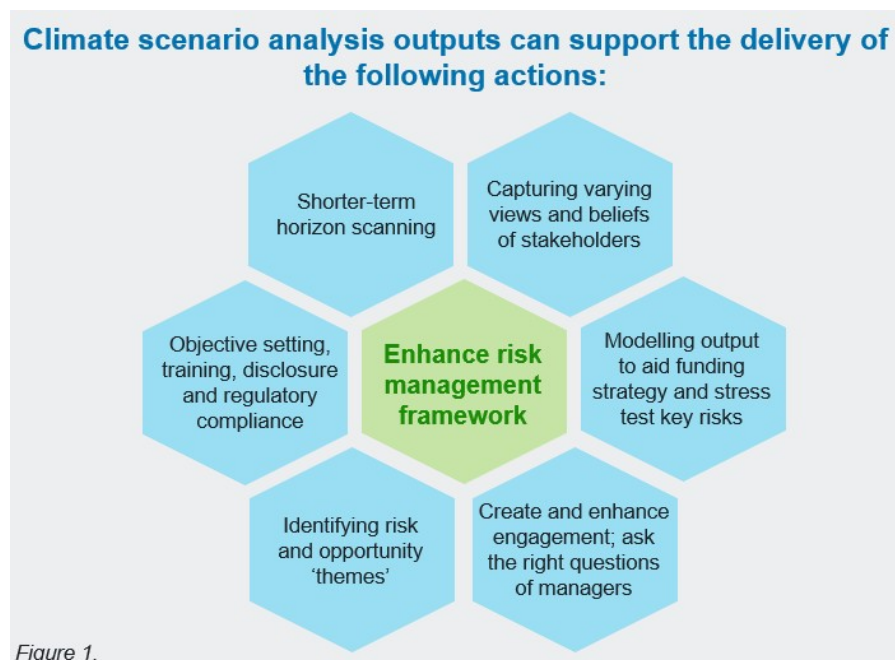 Climate scenario analysis outputs can support the delivery of
the following actions:
Shorter-term
horizon scanning
Capturing varying
views and beliefs
of stakeholders
Objective setting,
training, disclosure
and regulatory
compliance
Enhance risk
management
framework
Modelling output
to aid funding
strategy and stress
test key risks
Identifying risk
and opportunity
‘themes’
Create and enhance
engagement; ask
the right questions
of managers
Figure 1.